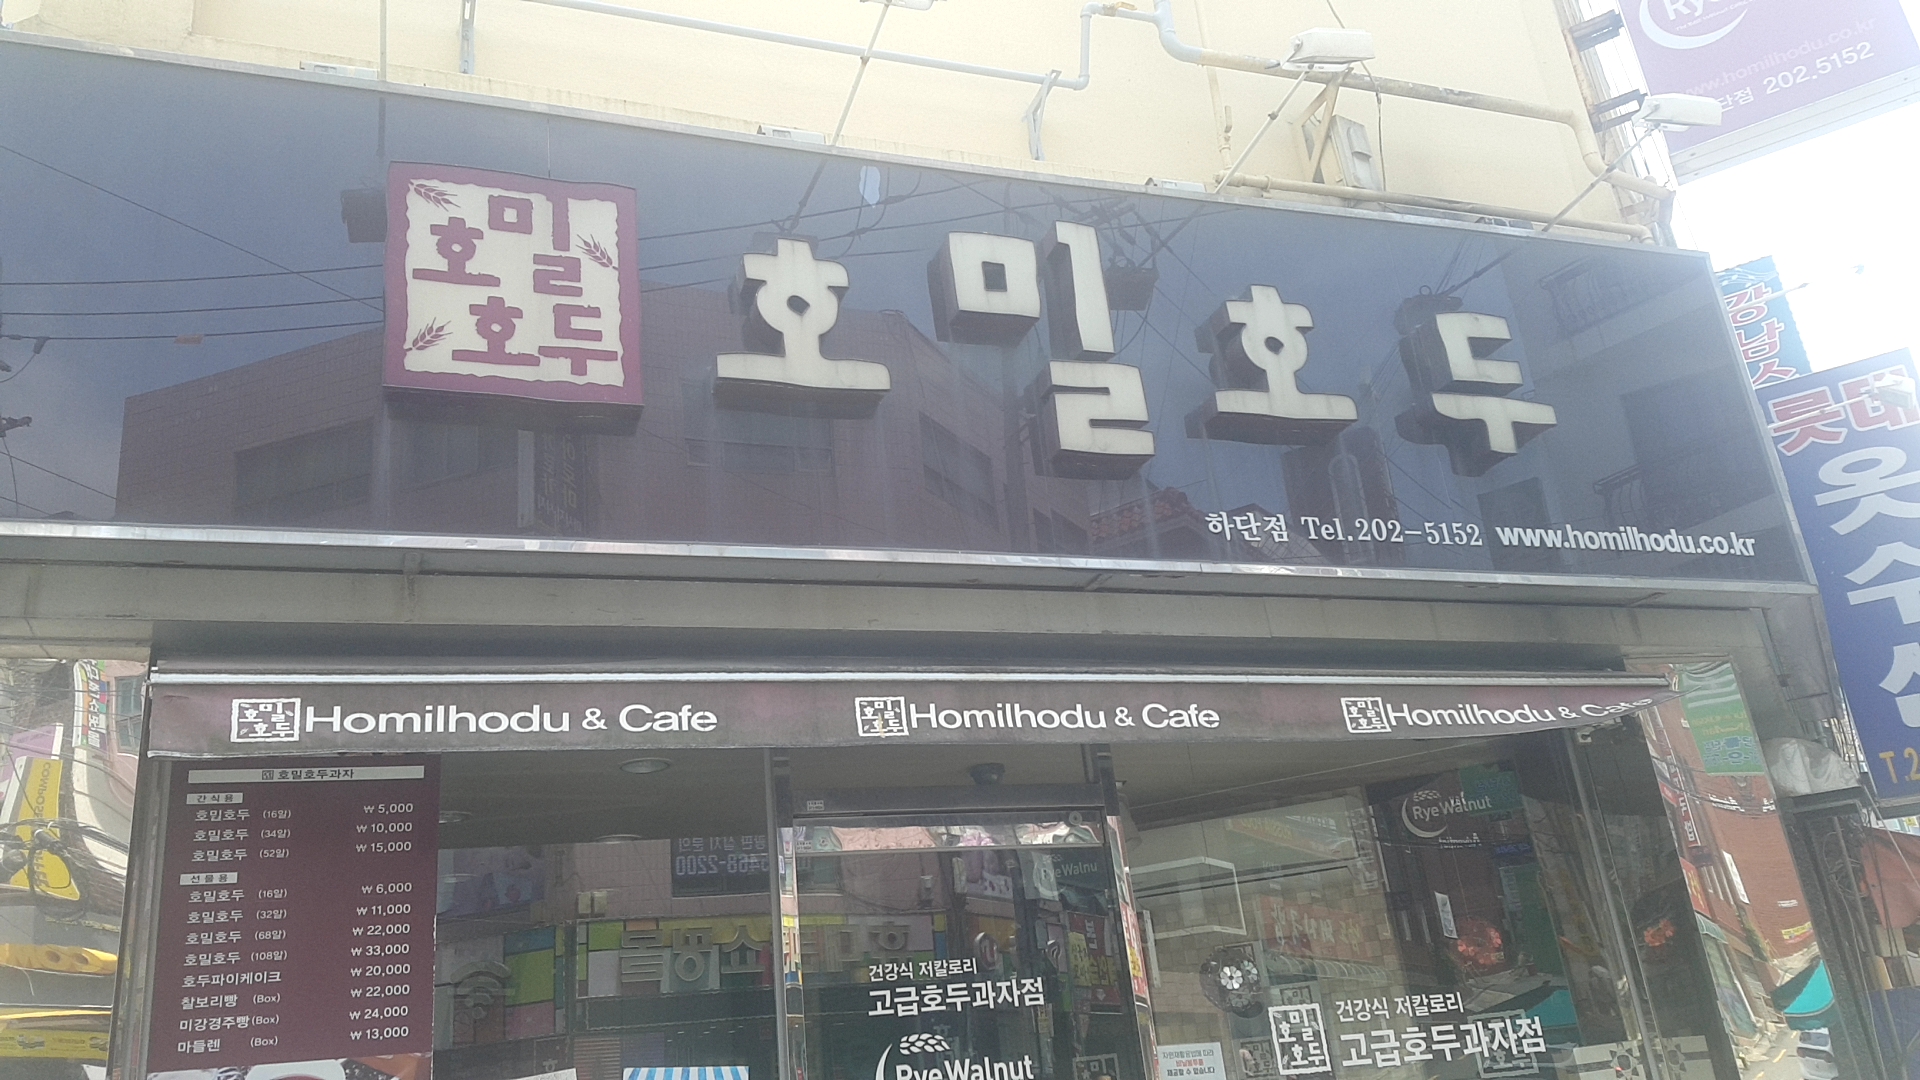 호밀
호두
호밀호두
하단점 Tel.202-5152 www.homilhodu.co.kr
www.homilhodu.co.kr
202.5152
강남
롯데
옷
수선
호밀호두 Homilhodu & Cafe
호밀호두 Homilhodu & Cafe
호밀호두 Homilhodu & Cafe
호밀호두과자
간식용
호밀호두 (16알) ₩ 5,000
호밀호두 (34알) ₩ 10,000
호밀호두 (52알) ₩ 15,000
선물용
호밀호두 (16알) ₩ 6,000
호밀호두 (32알) ₩ 11,000
호밀호두 (68알) ₩ 22,000
호밀호두 (108알) ₩ 33,000
호두파이케이크 ₩ 20,000
찰보리빵 (Box) ₩ 22,000
미강경주빵 (Box) ₩ 24,000
마들렌 (Box) ₩ 13,000
건강식 저칼로리
고급호두과자점
Rye Walnut
Rye Walnut
호밀
호두
건강식 저칼로리
고급호두과자점